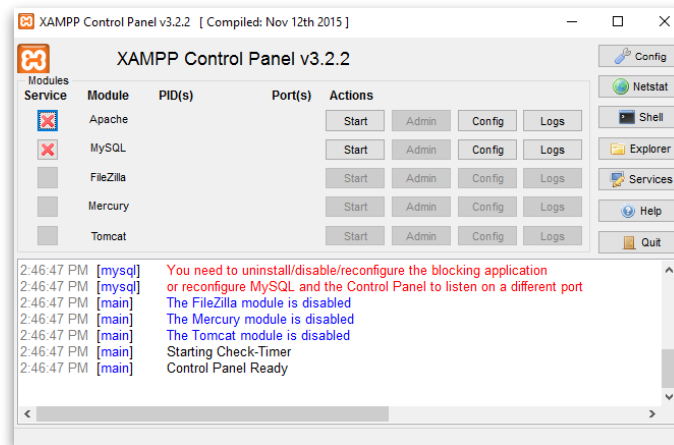 XAMPP Control Panel v3.2.2 [ Compiled: Nov 12th 2015 ]
XAMPP Control Panel v3.2.2
Config
Modules
Service Module PID(s) Port(s) Actions
Netstat
Apache Start Admin Config Logs
Shell
MySQL Start Admin Config Logs
Explorer
FileZilla Start Admin Config Logs
Services
Mercury Start Admin Config Logs
Help
Tomcat Start Admin Config Logs
Quit
2:46:47 PM [mysql] You need to uninstall/disable/reconfigure the blocking application
2:46:47 PM [mysql] or reconfigure MySQL and the Control Panel to listen on a different port
2:46:47 PM [main] The FileZilla module is disabled
2:46:47 PM [main] The Mercury module is disabled
2:46:47 PM [main] The Tomcat module is disabled
2:46:47 PM [main] Starting Check-Timer
2:46:47 PM [main] Control Panel Ready